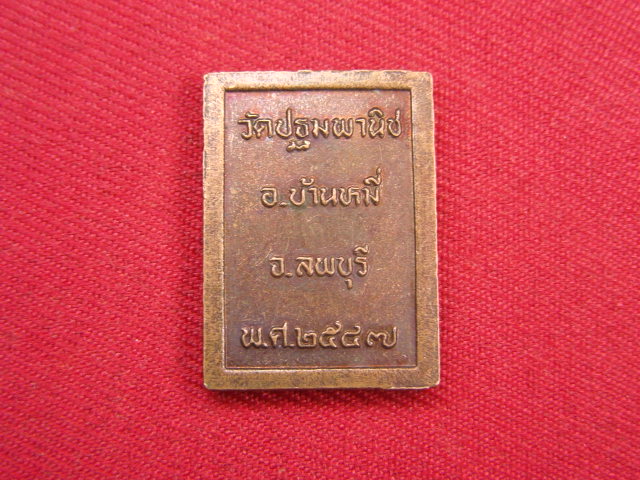 วัดปฐมพานิช
อ.บ้านหมี่
จ.ลพบุรี
พ.ศ.๒๕๔๗